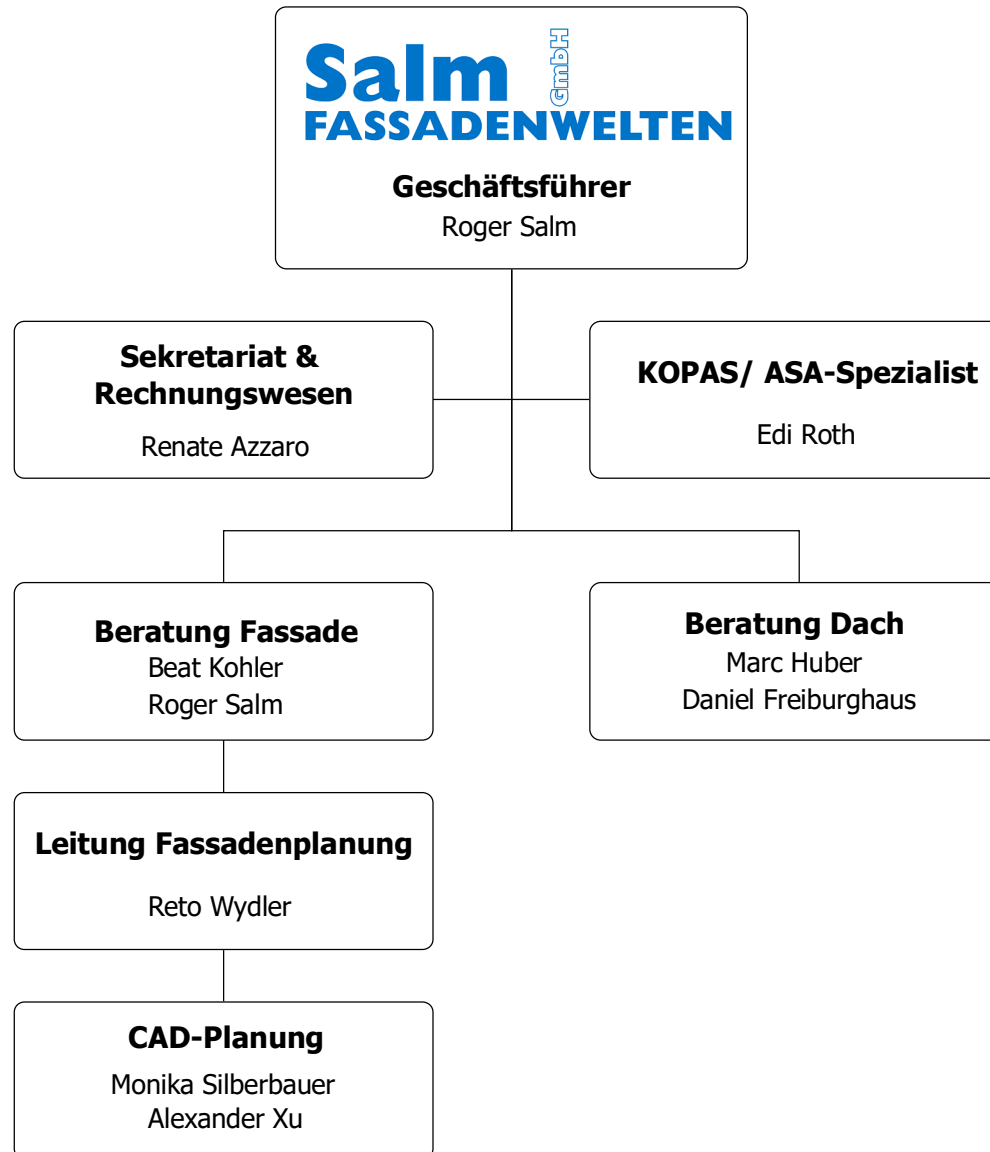 Salm GmbH
FASSADENWELTEN
Geschäftsführer
Roger Salm
Sekretariat &
Rechnungswesen
Renate Azzaro
KOPAS/ ASA-Spezialist
Edi Roth
Beratung Fassade
Beat Kohler
Roger Salm
Beratung Dach
Marc Huber
Daniel Freiburghaus
Leitung Fassadenplanung
Reto Wydler
CAD-Planung
Monika Silberbauer
Alexander Xu